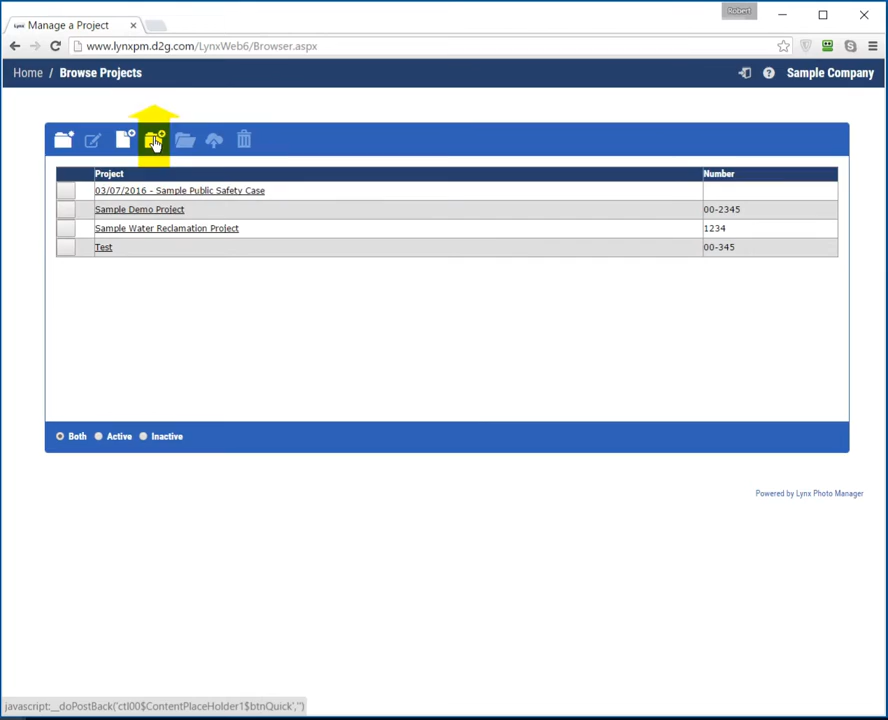 Robert
Lynx Manage a Project
www.lynxpm.d2g.com/LynxWeb6/Browser.aspx
Home / Browse Projects
Sample Company
Project Number
03/07/2016 - Sample Public Safety Case
Sample Demo Project 00-2345
Sample Water Reclamation Project 1234
Test 00-345
Both Active Inactive
Powered by Lynx Photo Manager
javascript:__doPostBack('ctl00$ContentPlaceHolder1$btnQuick','')